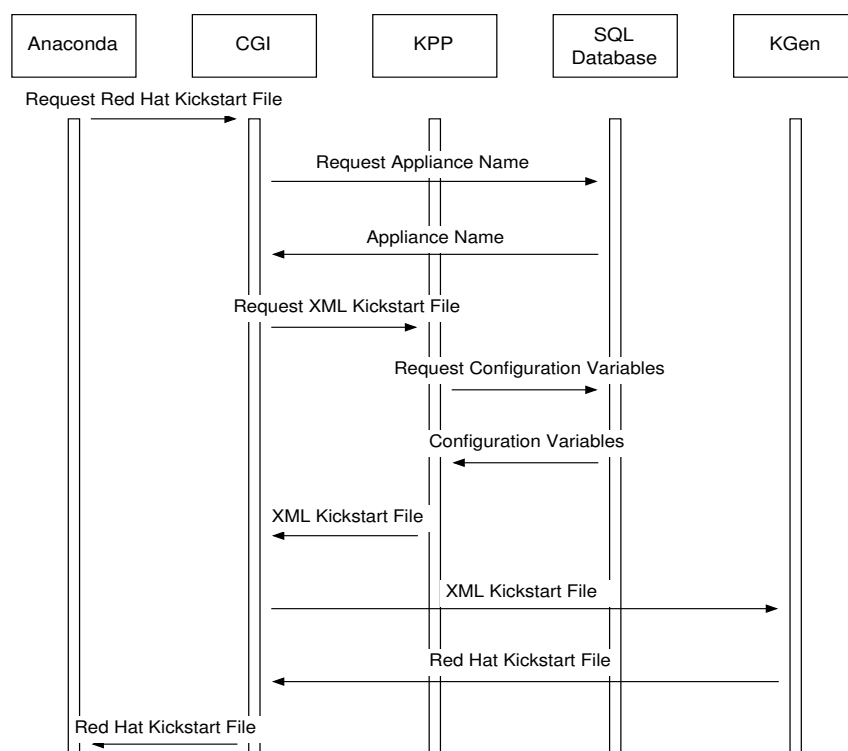 Anaconda
CGI
KPP
SQL
Database
KGen
Request Red Hat Kickstart File
Request Appliance Name
Appliance Name
Request XML Kickstart File
Request Configuration Variables
Configuration Variables
XML Kickstart File
XML Kickstart File
Red Hat Kickstart File
Red Hat Kickstart File